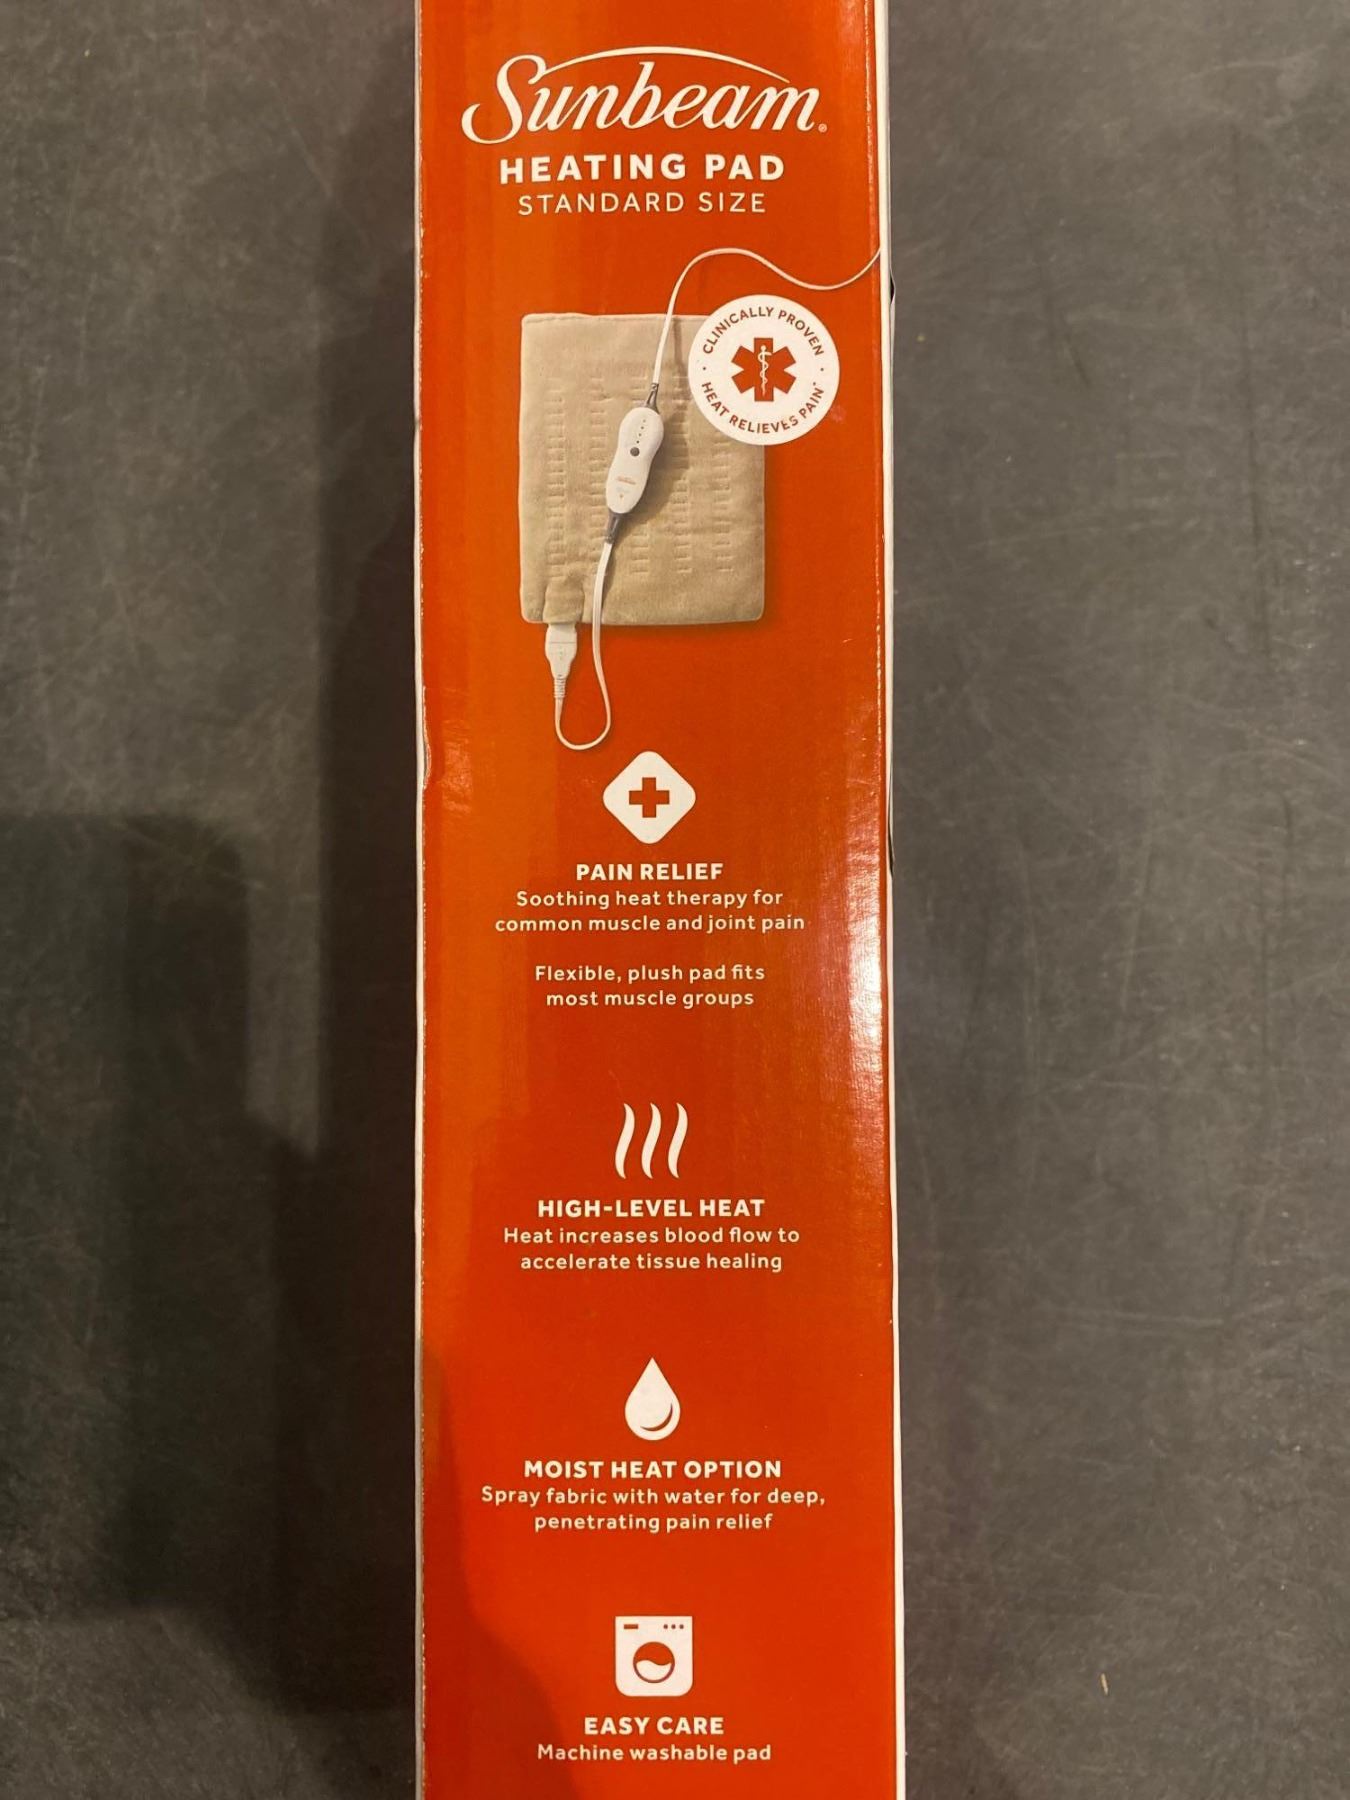 Sunbeam®
HEATING PAD
STANDARD SIZE
CLINICALLY PROVEN
HEAT RELIEVES PAIN*
PAIN RELIEF
Soothing heat therapy for
common muscle and joint pain
Flexible, plush pad fits
most muscle groups
HIGH-LEVEL HEAT
Heat increases blood flow to
accelerate tissue healing
MOIST HEAT OPTION
Spray fabric with water for deep,
penetrating pain relief
EASY CARE
Machine washable pad